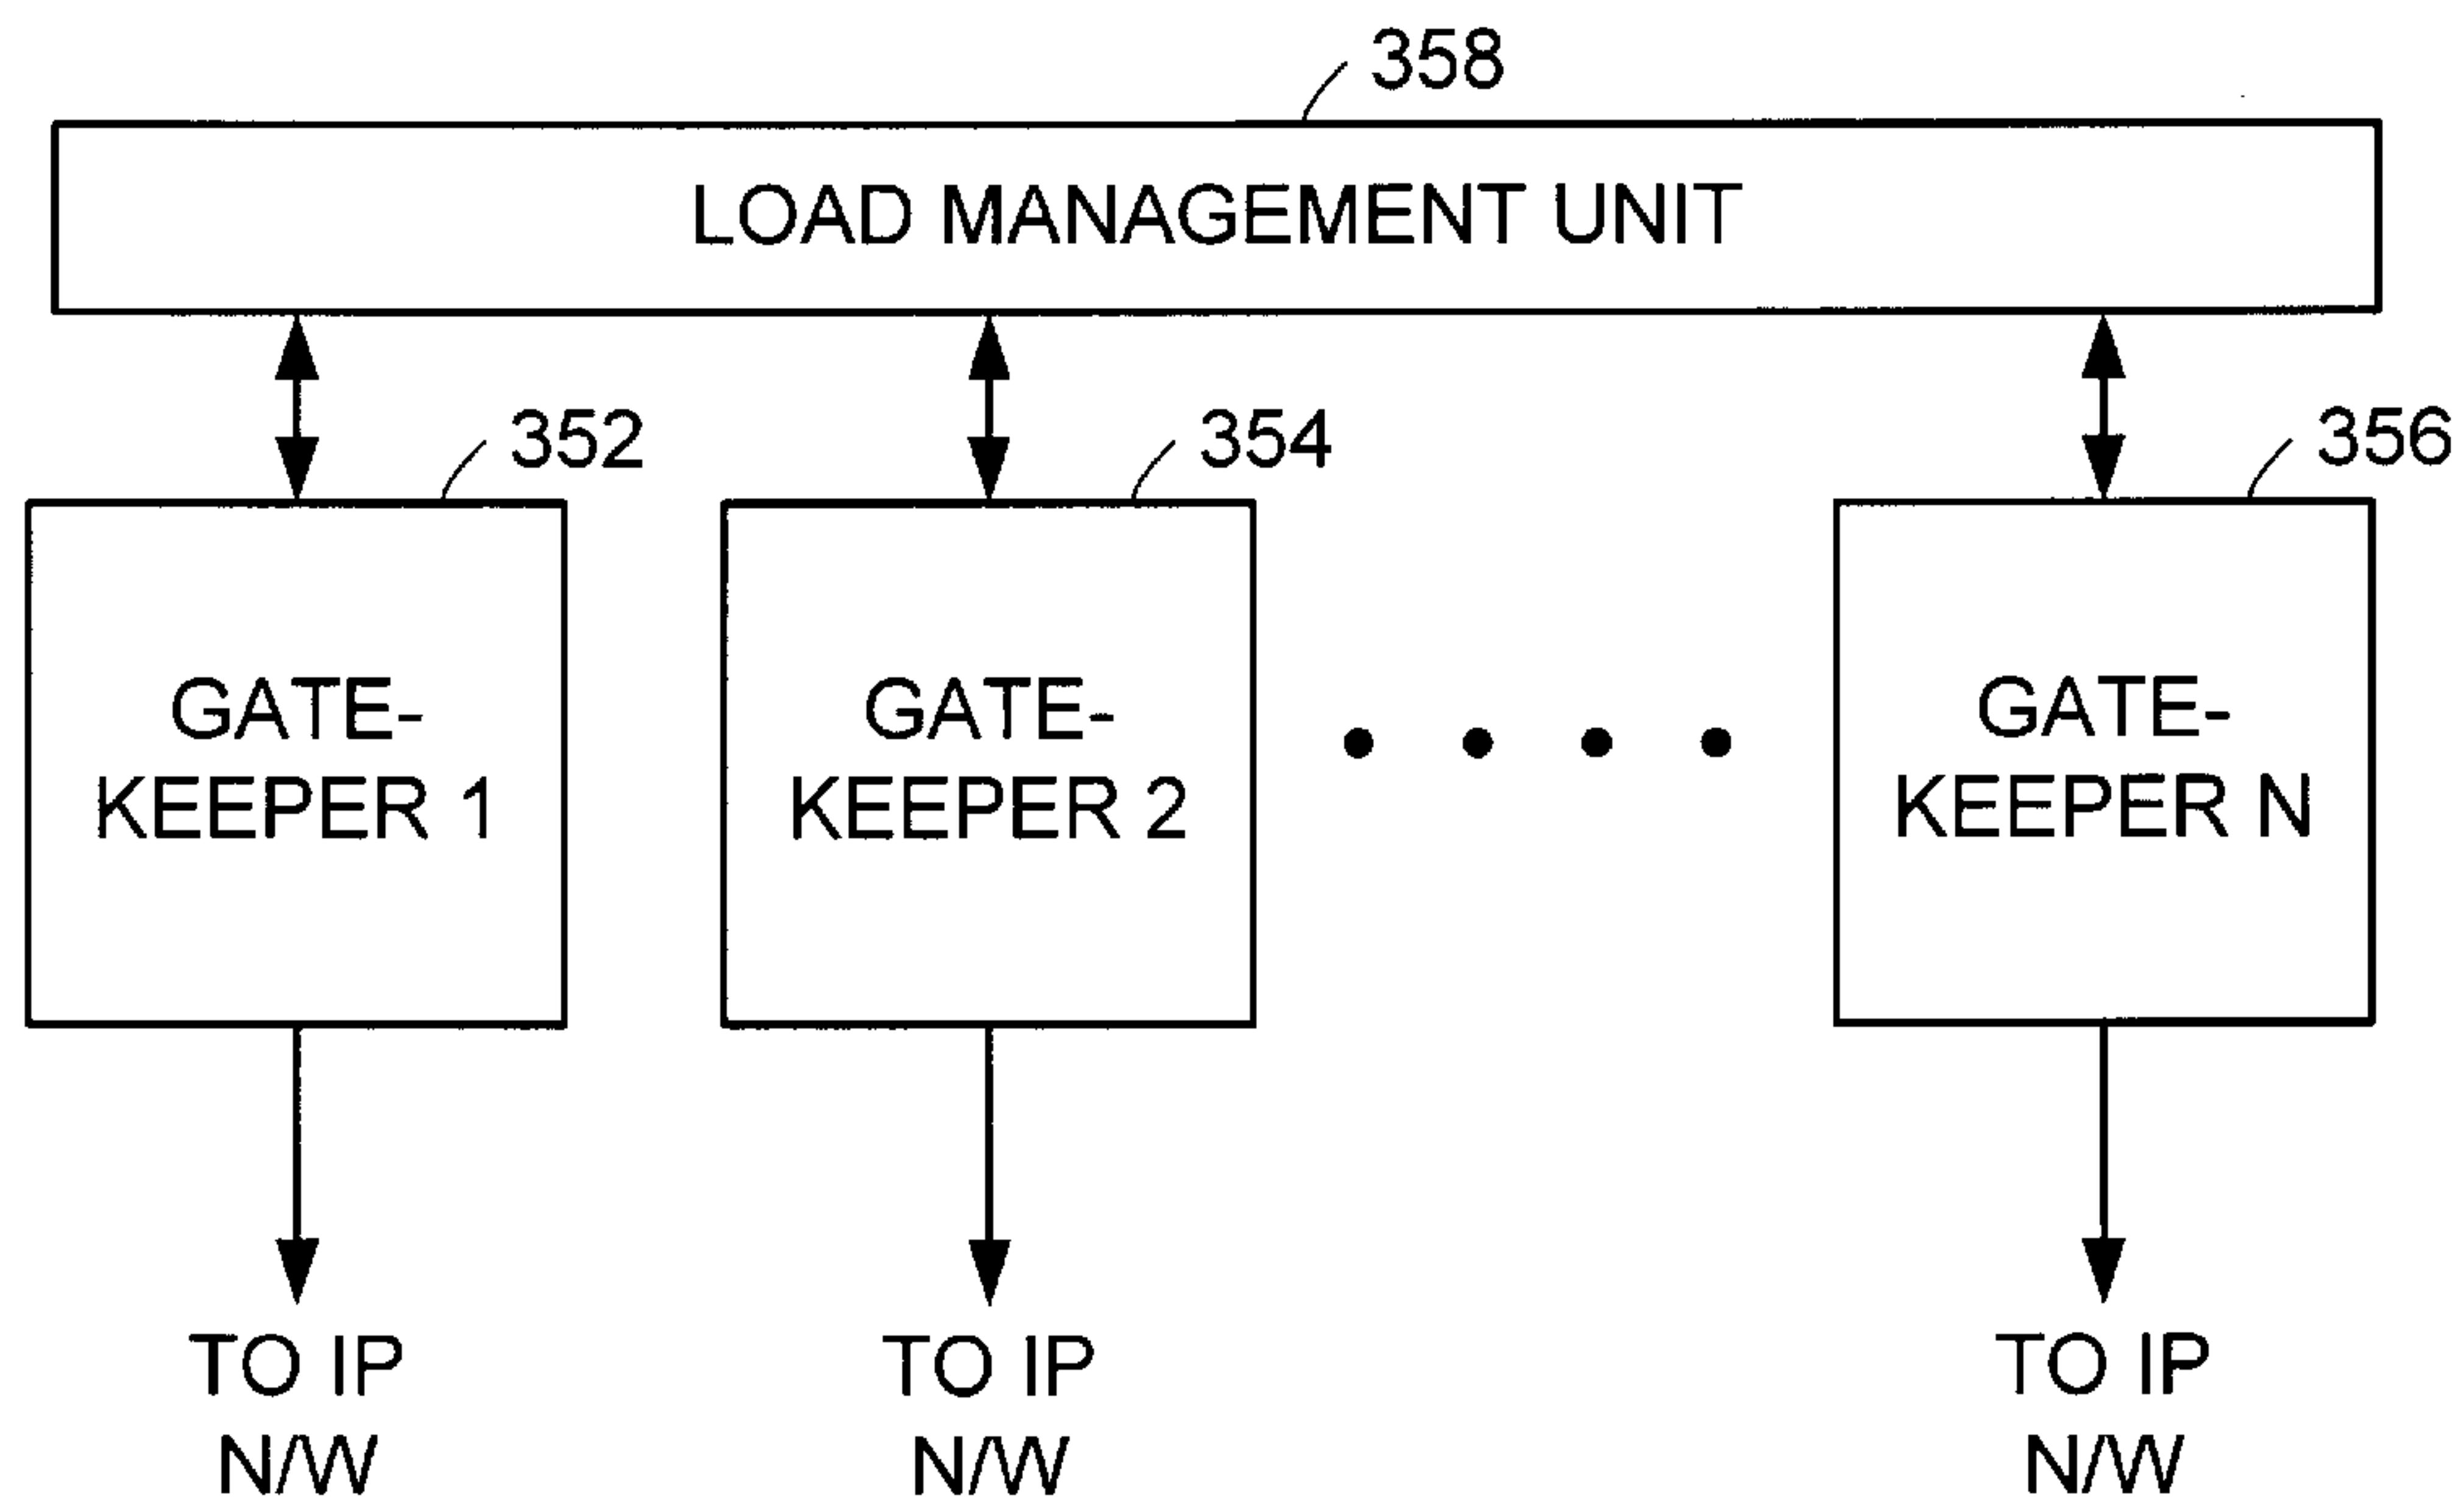 358
LOAD MANAGEMENT UNIT
352
354
356
GATE-
KEEPER 1
GATE-
KEEPER 2
GATE-
KEEPER N
TO IP
N/W
TO IP
N/W
TO IP
N/W